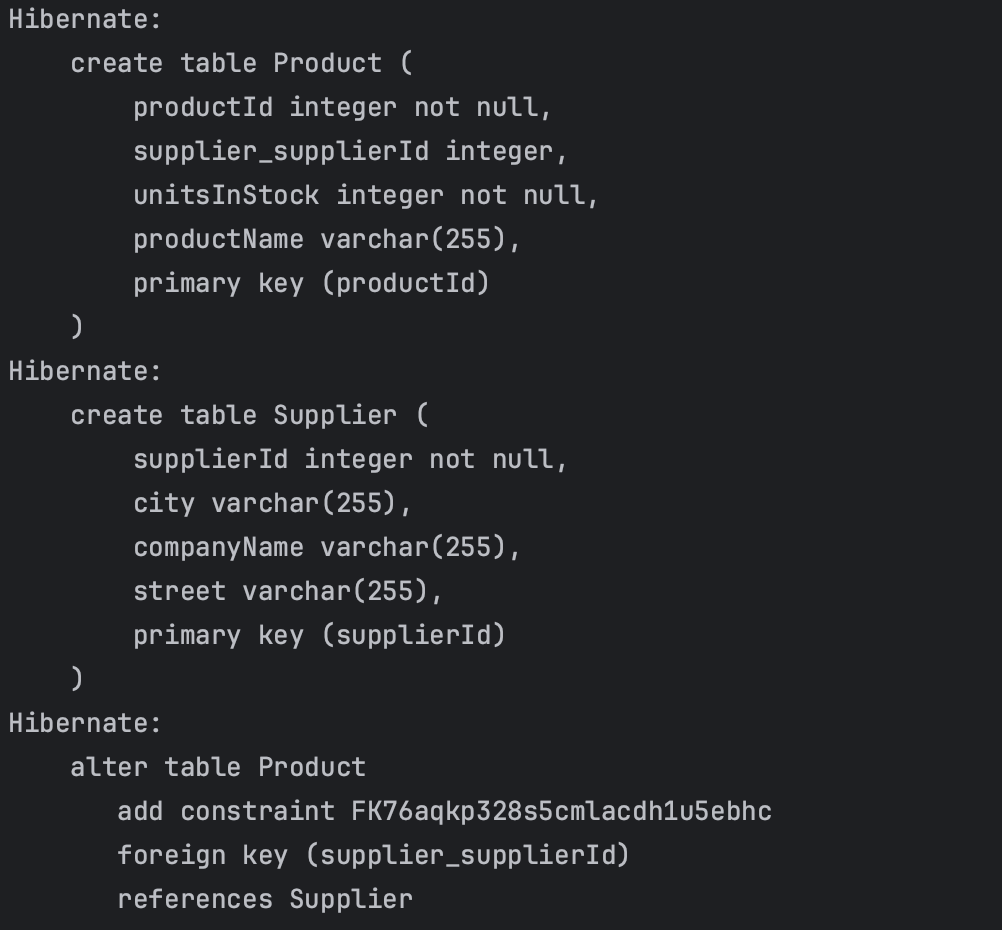 Hibernate:
    create table Product (
        productId integer not null,
        supplier_supplierId integer,
        unitsInStock integer not null,
        productName varchar(255),
        primary key (productId)
    )
Hibernate:
    create table Supplier (
        supplierId integer not null,
        city varchar(255),
        companyName varchar(255),
        street varchar(255),
        primary key (supplierId)
    )
Hibernate:
    alter table Product
       add constraint FK76aqkp328s5cmlacdh1u5ebhc
       foreign key (supplier_supplierId)
       references Supplier